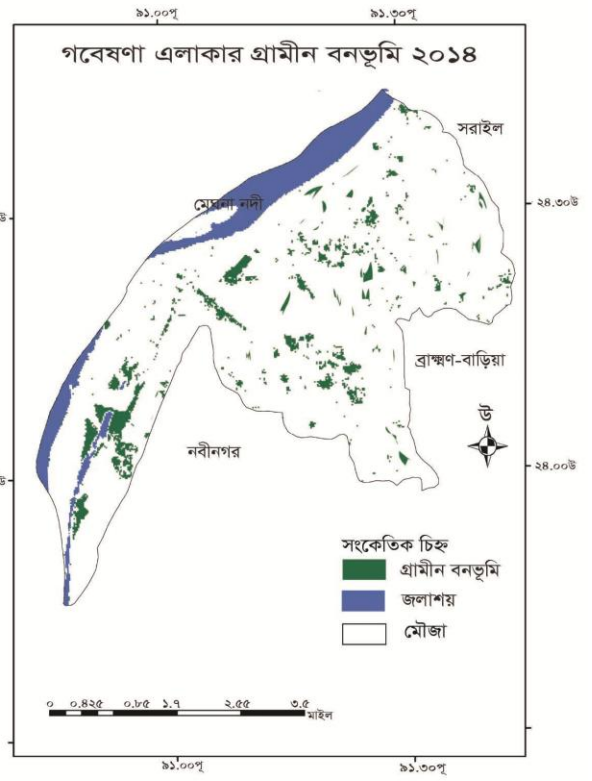 ৯১.০০পূ ৯১.৩০পূ
গবেষণা এলাকার গ্রামীন বনভূমি ২০১৪
সরাইল
মেঘনা নদী
২৪.৩০উ
ব্রাহ্মণ-বাড়িয়া
উ
নবীনগর
২৪.০০উ
সংকেতিক চিহ্ন
গ্রামীন বনভূমি
জলাশয়
মৌজা
০ ০.৪২৫ ০.৮৫ ১.৭ ২.৫৫ ৩.৫
মাইল
৯১.০০পূ ৯১.৩০পূ